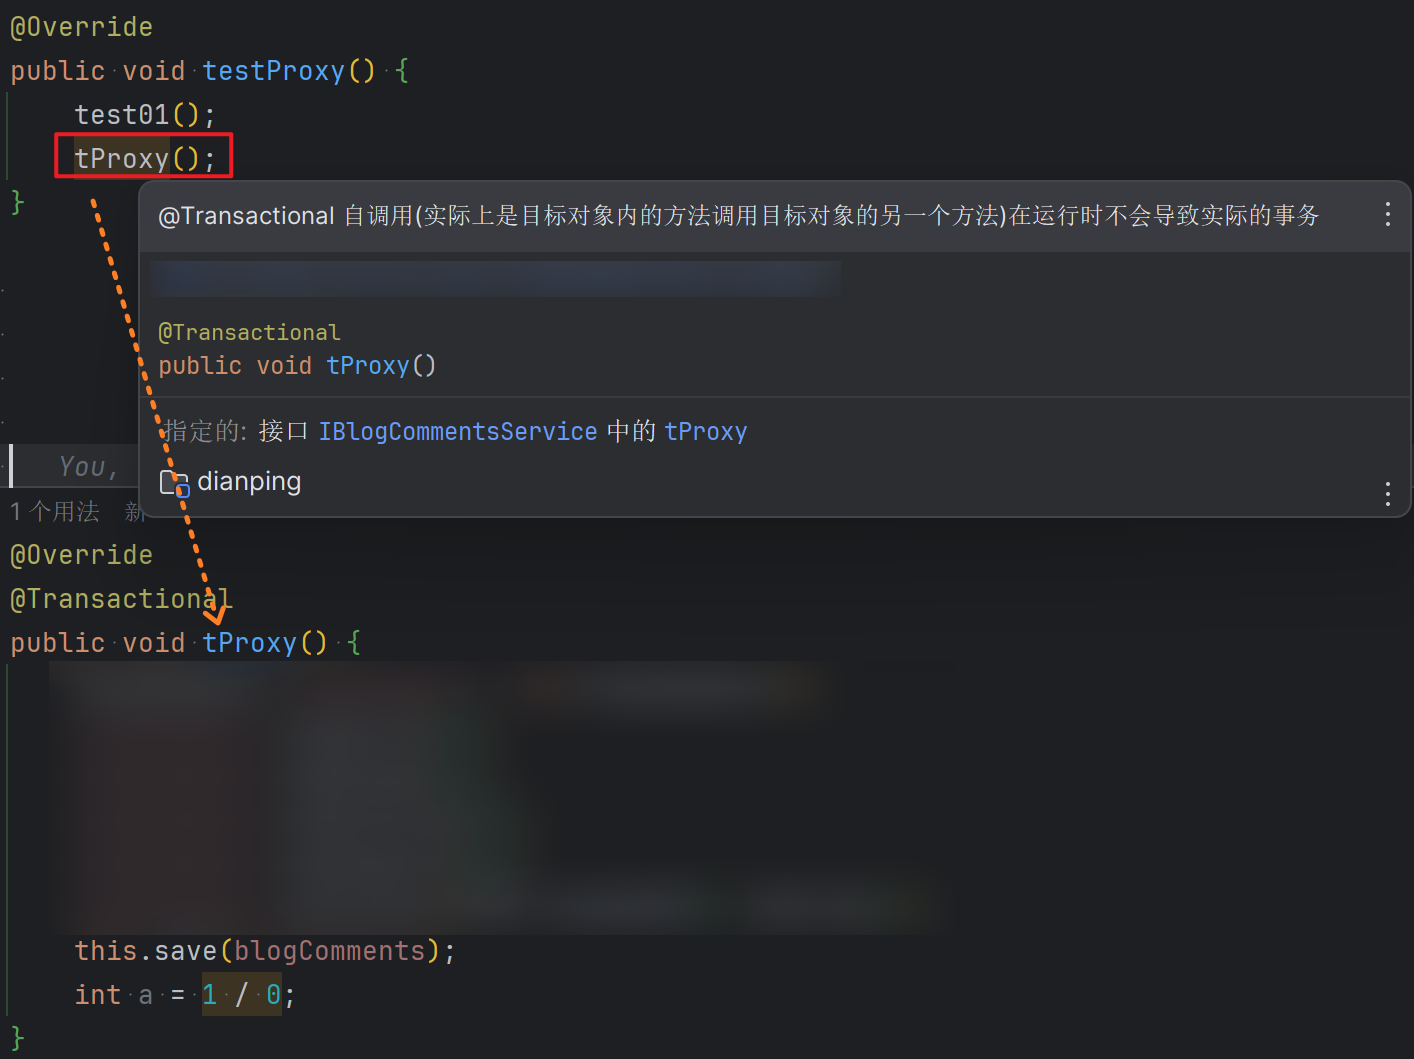 @Override
public void testProxy() {
test01();
tProxy();
}
@Transactional 自调用(实际上是目标对象内的方法调用目标对象的另一个方法)在运行时不会导致实际的事务
@Transactional
public void tProxy()
指定的: 接口 IBlogCommentsService 中的 tProxy
dianping
You,
1 个用法 新
@Override
@Transactional
public void tProxy() {
this.save(blogComments);
int a = 1 / 0;
}